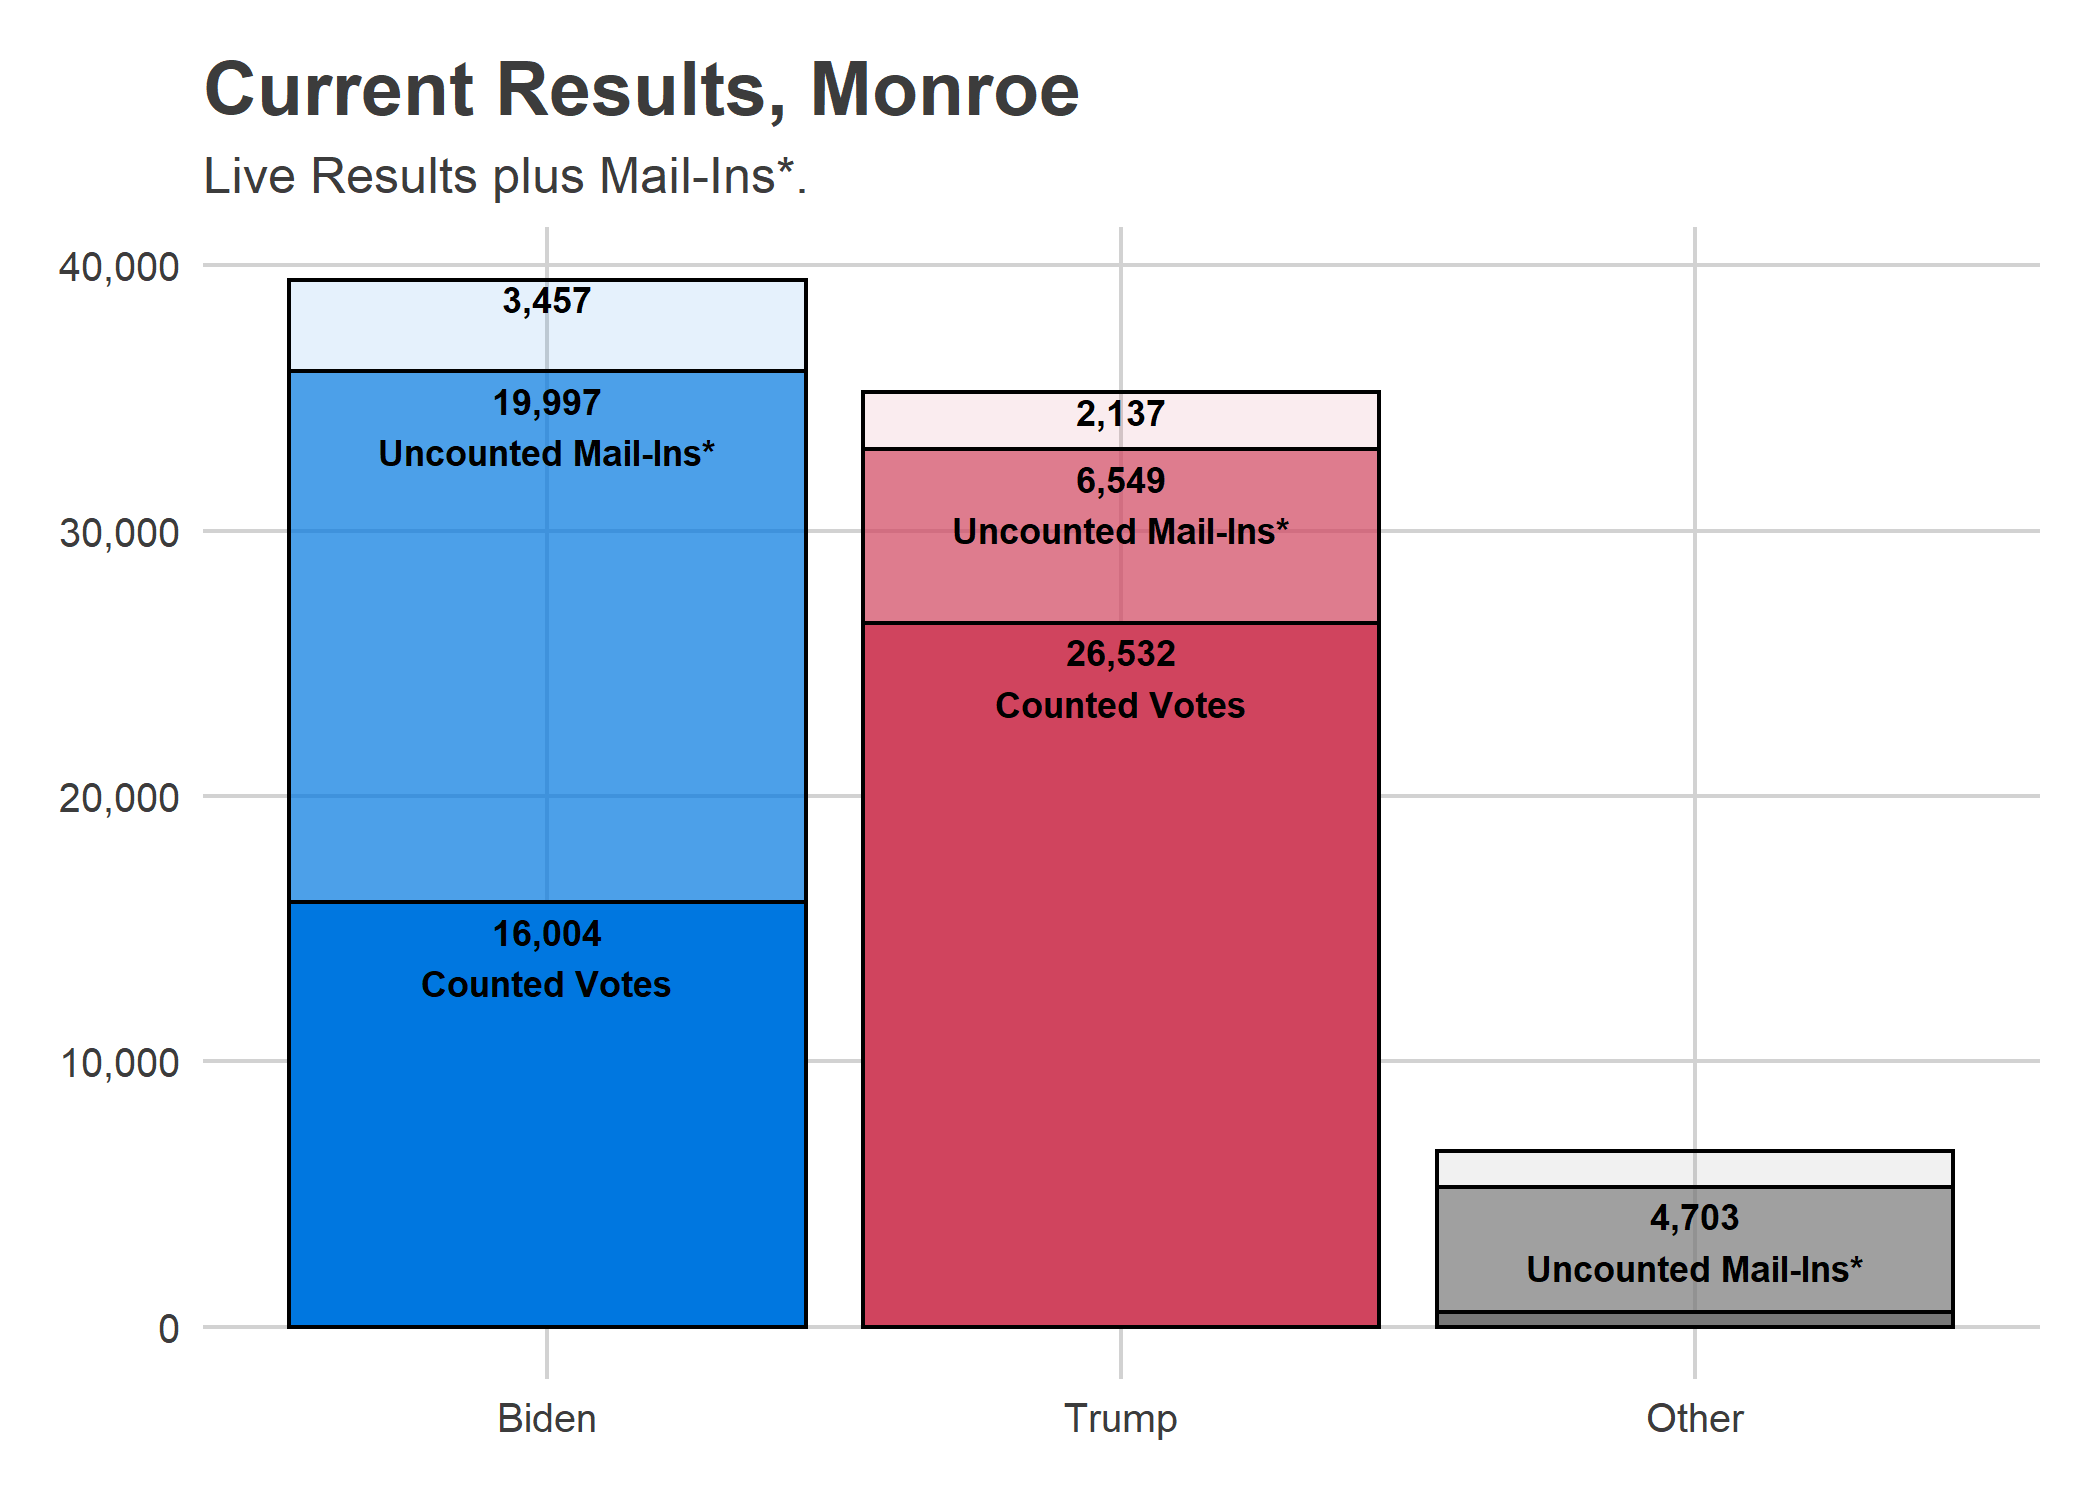 Current Results, Monroe
Live Results plus Mail-Ins*.
40,000
30,000
20,000
10,000
0
3,457
19,997
Uncounted Mail-Ins*
16,004
Counted Votes
2,137
6,549
Uncounted Mail-Ins*
26,532
Counted Votes
4,703
Uncounted Mail-Ins*
Biden
Trump
Other